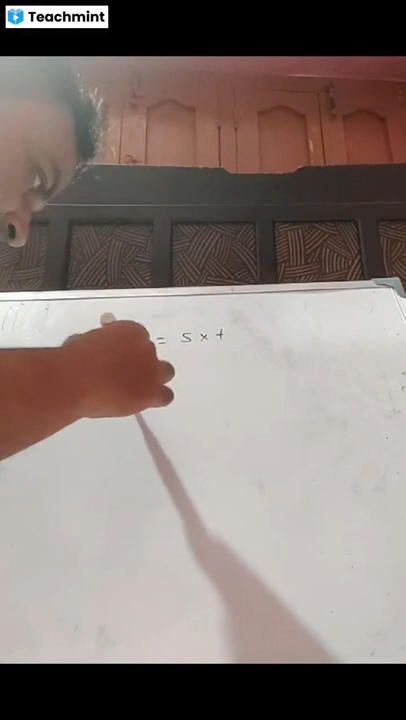 Teachmint
= s x t